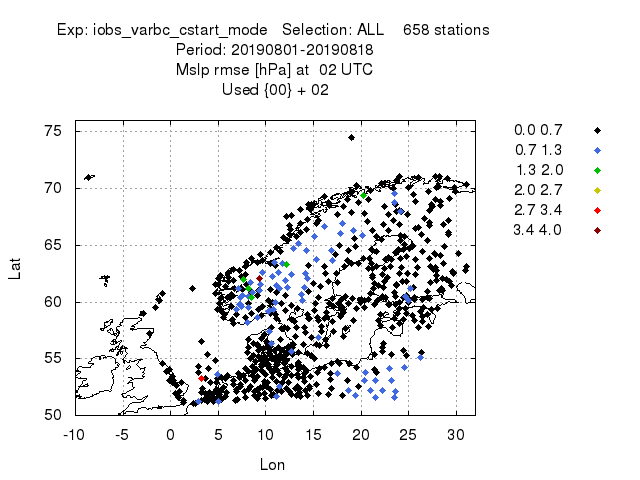 Exp: iobs_varbc_cstart_mode   Selection: ALL    658 stations
Period: 20190801-20190818
Mslp rmse [hPa] at  02 UTC
Used {00} + 02
0.0 0.7
0.7 1.3
1.3 2.0
2.0 2.7
2.7 3.4
3.4 4.0
75
70
65
60
55
50
Lat
-10 -5 0 5 10 15 20 25 30
Lon